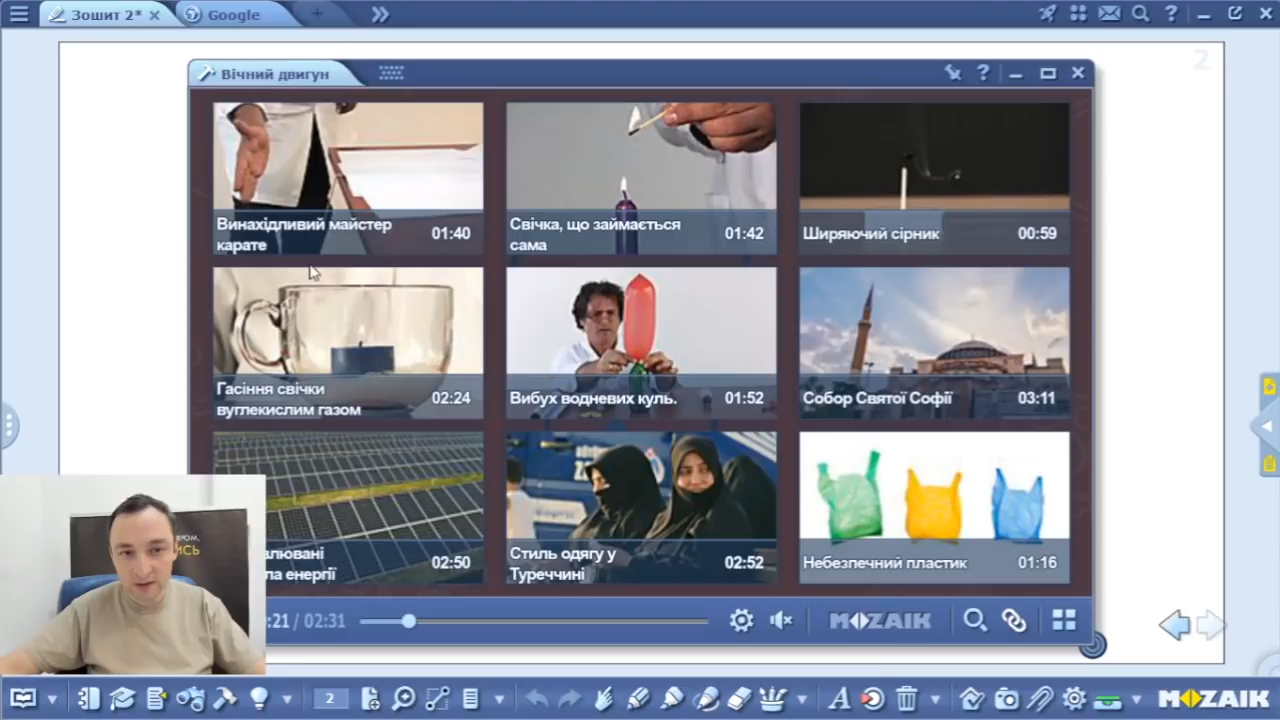 Зошит 2*
Google
2
Вічний двигун
Винахідливий майстер
карате
01:40
Свічка, що займається
сама
01:42
Ширяючий сірник
00:59
Гасіння свічки
вуглекислим газом
02:24
Вибух водневих куль.
01:52
Собор Святої Софії
03:11
02:50
Стиль одягу у
Туреччині
02:52
Небезпечний пластик
01:16
:21 / 02:31
MOZAIK
2
MOZAIK